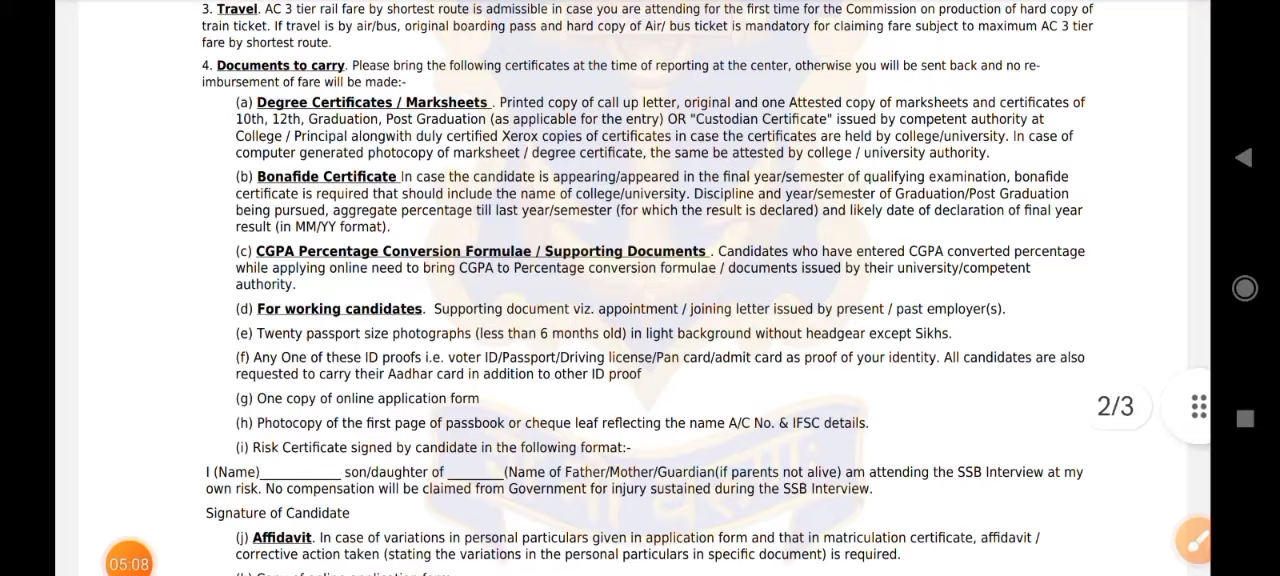 3. Travel. AC 3 tier rail fare by shortest route is admissible in case you are attending for the first time for the Commission on production of hard copy of
train ticket. If travel is by air/bus, original boarding pass and hard copy of Air/ bus ticket is mandatory for claiming fare subject to maximum AC 3 tier
fare by shortest route.
4. Documents to carry. Please bring the following certificates at the time of reporting at the center, otherwise you will be sent back and no re-
imbursement of fare will be made:-
(a) Degree Certificates / Marksheets . Printed copy of call up letter, original and one Attested copy of marksheets and certificates of
10th, 12th, Graduation, Post Graduation (as applicable for the entry) OR "Custodian Certificate" issued by competent authority at
College / Principal alongwith duly certified Xerox copies of certificates in case the certificates are held by college/university. In case of
computer generated photocopy of marksheet / degree certificate, the same be attested by college / university authority.
(b) Bonafide Certificate In case the candidate is appearing/appeared in the final year/semester of qualifying examination, bonafide
certificate is required that should include the name of college/university. Discipline and year/semester of Graduation/Post Graduation
being pursued, aggregate percentage till last year/semester (for which the result is declared) and likely date of declaration of final year
result (in MM/YY format).
(c) CGPA Percentage Conversion Formulae / Supporting Documents . Candidates who have entered CGPA converted percentage
while applying online need to bring CGPA to Percentage conversion formulae / documents issued by their university/competent
authority.
(d) For working candidates. Supporting document viz. appointment / joining letter issued by present / past employer(s).
(e) Twenty passport size photographs (less than 6 months old) in light background without headgear except Sikhs.
(f) Any One of these ID proofs i.e. voter ID/Passport/Driving license/Pan card/admit card as proof of your identity. All candidates are also
requested to carry their Aadhar card in addition to other ID proof
(g) One copy of online application form
2/3
(h) Photocopy of the first page of passbook or cheque leaf reflecting the name A/C No. & IFSC details.
(i) Risk Certificate signed by candidate in the following format:-
I (Name)___________ son/daughter of _______(Name of Father/Mother/Guardian(if parents not alive) am attending the SSB Interview at my
own risk. No compensation will be claimed from Government for injury sustained during the SSB Interview.
Signature of Candidate
(j) Affidavit. In case of variations in personal particulars given in application form and that in matriculation certificate, affidavit /
corrective action taken (stating the variations in the personal particulars in specific document) is required.
05:08